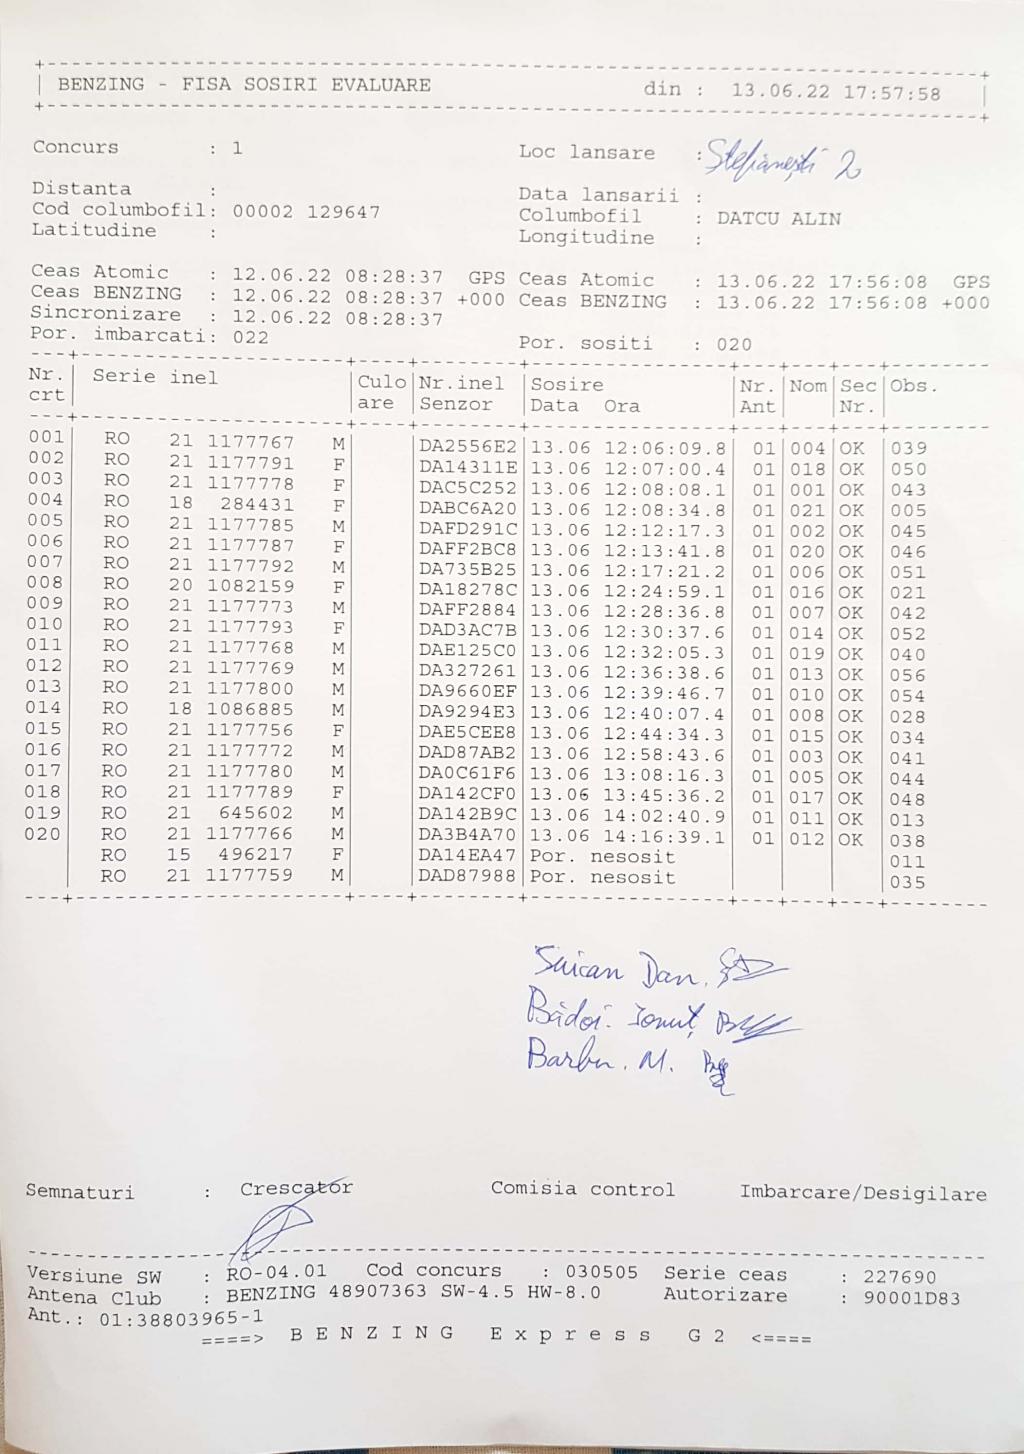 BENZING - FISA SOSIRI EVALUARE din : 13.06.22 17:57:58
Concurs : 1 Loc lansare : Ștefănești 2
Distanta : Data lansarii :
Cod columbofil: 00002 129647 Columbofil : DATCU ALIN
Latitudine : Longitudine :
Ceas Atomic : 12.06.22 08:28:37 GPS Ceas Atomic : 13.06.22 17:56:08 GPS
Ceas BENZING : 12.06.22 08:28:37 +000 Ceas BENZING : 13.06.22 17:56:08 +000
Sincronizare : 12.06.22 08:28:37
Por. imbarcati: 022 Por. sositi : 020
Nr. Serie inel Culo Nr.inel Sosire Nr. Nom Sec Obs.
crt are Senzor Data Ora Ant Nr.
001 RO 21 1177767 M DA2556E2 13.06 12:06:09.8 01 004 OK 039
002 RO 21 1177791 F DA14311E 13.06 12:07:00.4 01 018 OK 050
003 RO 21 1177778 F DAC5C252 13.06 12:08:08.1 01 001 OK 043
004 RO 18 284431 F DABC6A20 13.06 12:08:34.8 01 021 OK 005
005 RO 21 1177785 M DAFD291C 13.06 12:12:17.3 01 002 OK 045
006 RO 21 1177787 F DAFF2BC8 13.06 12:13:41.8 01 020 OK 046
007 RO 21 1177792 M DA735B25 13.06 12:17:21.2 01 006 OK 051
008 RO 20 1082159 F DA18278C 13.06 12:24:59.1 01 016 OK 021
009 RO 21 1177773 M DAFF2884 13.06 12:28:36.8 01 007 OK 042
010 RO 21 1177793 F DAD3AC7B 13.06 12:30:37.6 01 014 OK 052
011 RO 21 1177768 M DAE125C0 13.06 12:32:05.3 01 019 OK 040
012 RO 21 1177769 M DA327261 13.06 12:36:38.6 01 013 OK 056
013 RO 21 1177800 M DA9660EF 13.06 12:39:46.7 01 010 OK 054
014 RO 18 1086885 M DA9294E3 13.06 12:40:07.4 01 008 OK 028
015 RO 21 1177756 F DAE5CEE8 13.06 12:44:34.3 01 015 OK 034
016 RO 21 1177772 M DAD87AB2 13.06 12:58:43.6 01 003 OK 041
017 RO 21 1177780 M DA0C61F6 13.06 13:08:16.3 01 005 OK 044
018 RO 21 1177789 F DA142CF0 13.06 13:45:36.2 01 017 OK 048
019 RO 21 645602 M DA142B9C 13.06 14:02:40.9 01 011 OK 013
020 RO 21 1177766 M DA3B4A70 13.06 14:16:39.1 01 012 OK 038
RO 15 496217 F DA14EA47 Por. nesosit 011
RO 21 1177759 M DAD87988 Por. nesosit 035
Suican Dan.
Bădoi. Ionuț
Barbu. M.
Semnaturi : Crescator Comisia control Imbarcare/Desigilare
Versiune SW : RO-04.01 Cod concurs : 030505 Serie ceas : 227690
Antena Club : BENZING 48907363 SW-4.5 HW-8.0 Autorizare : 90001D83
Ant.: 01:38803965-1
====> B E N Z I N G E x p r e s s G 2 <====